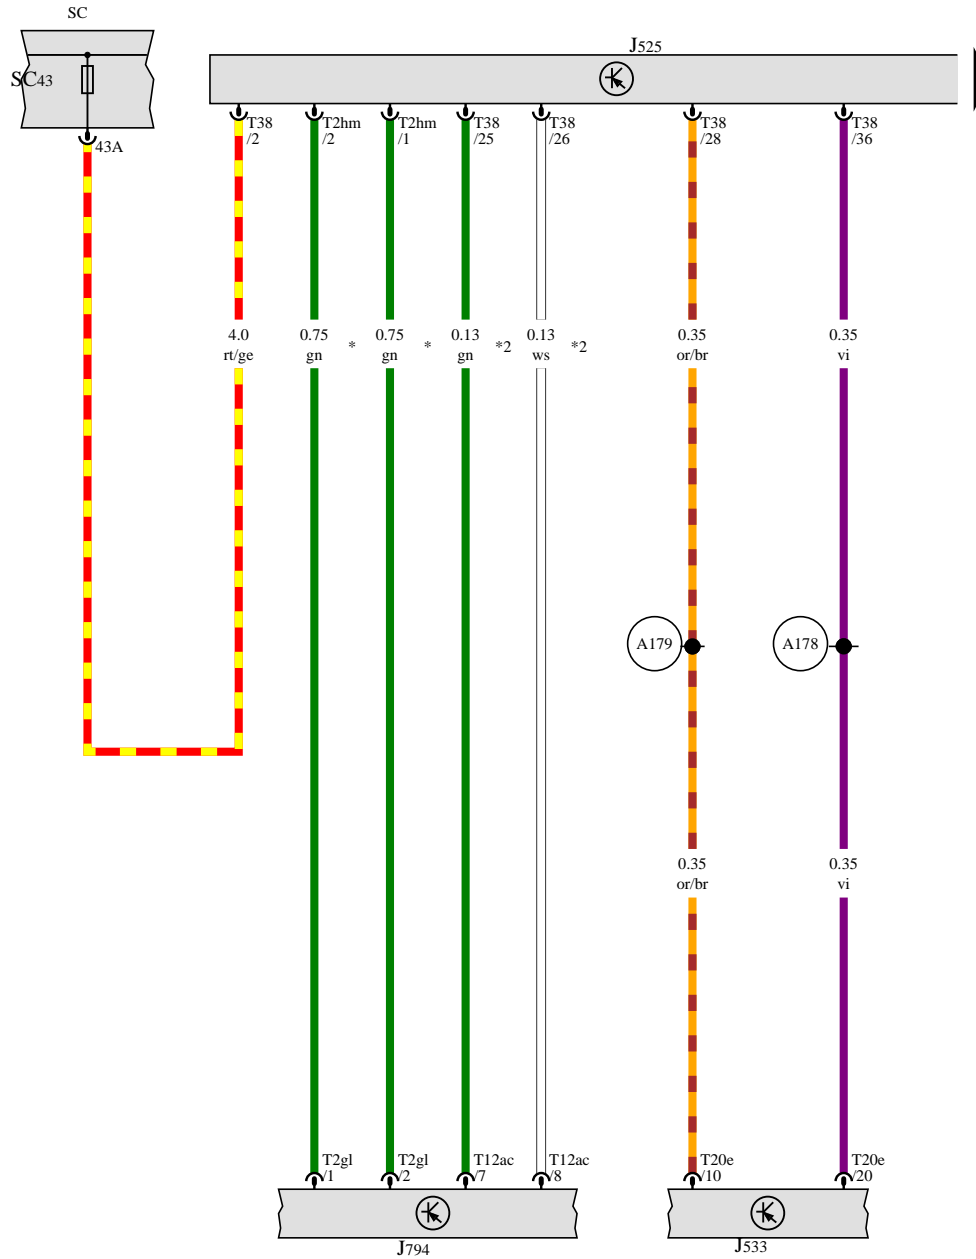 SC
J525
SC43
43A
T38
/2
T2hm
/2
T2hm
/1
T38
/25
T38
/26
T38
/28
T38
/36
4.0
rt/ge
0.75
gn
*
0.75
gn
*
0.13
gn
*2
0.13
ws
*2
0.35
or/br
0.35
vi
A179
A178
0.35
or/br
0.35
vi
T2gl
/1
T2gl
/2
T12ac
/7
T12ac
/8
T20e
/10
T20e
/20
J794
J533